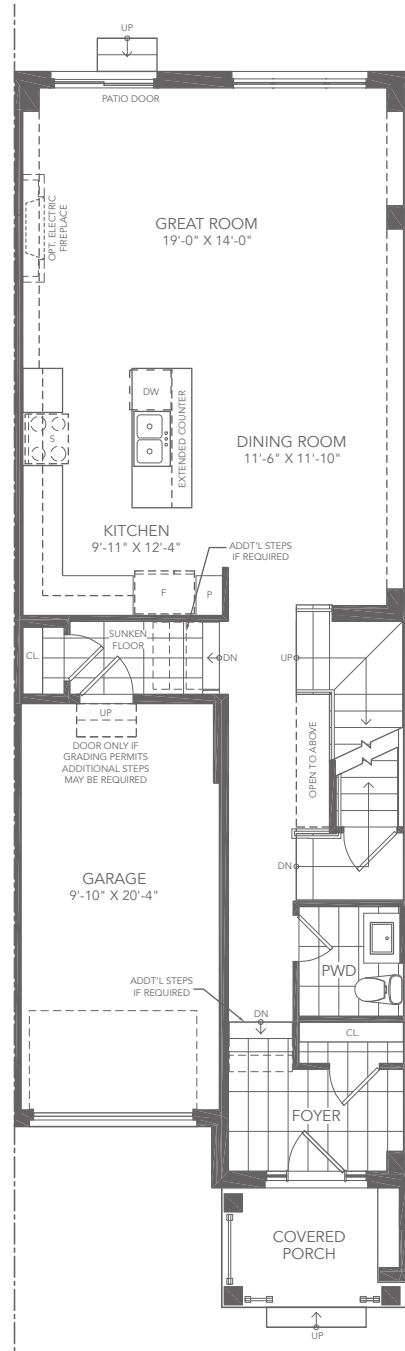 UP
PATIO DOOR
OPT. ELECTRIC
FIREPLACE
GREAT ROOM
19'-0" X 14'-0"
DW
EXTENDED COUNTER
S
DINING ROOM
11'-6" X 11'-10"
KITCHEN
9'-11" X 12'-4"
ADDT'L STEPS
IF REQUIRED
F
P
SUNKEN
FLOOR
CL.
DN
UP
UP
DOOR ONLY IF
GRADING PERMITS
ADDITIONAL STEPS
MAY BE REQUIRED
OPEN TO ABOVE
DN
GARAGE
9'-10" X 20'-4"
PWD
ADDT'L STEPS
IF REQUIRED
DN
CL.
FOYER
COVERED
PORCH
UP